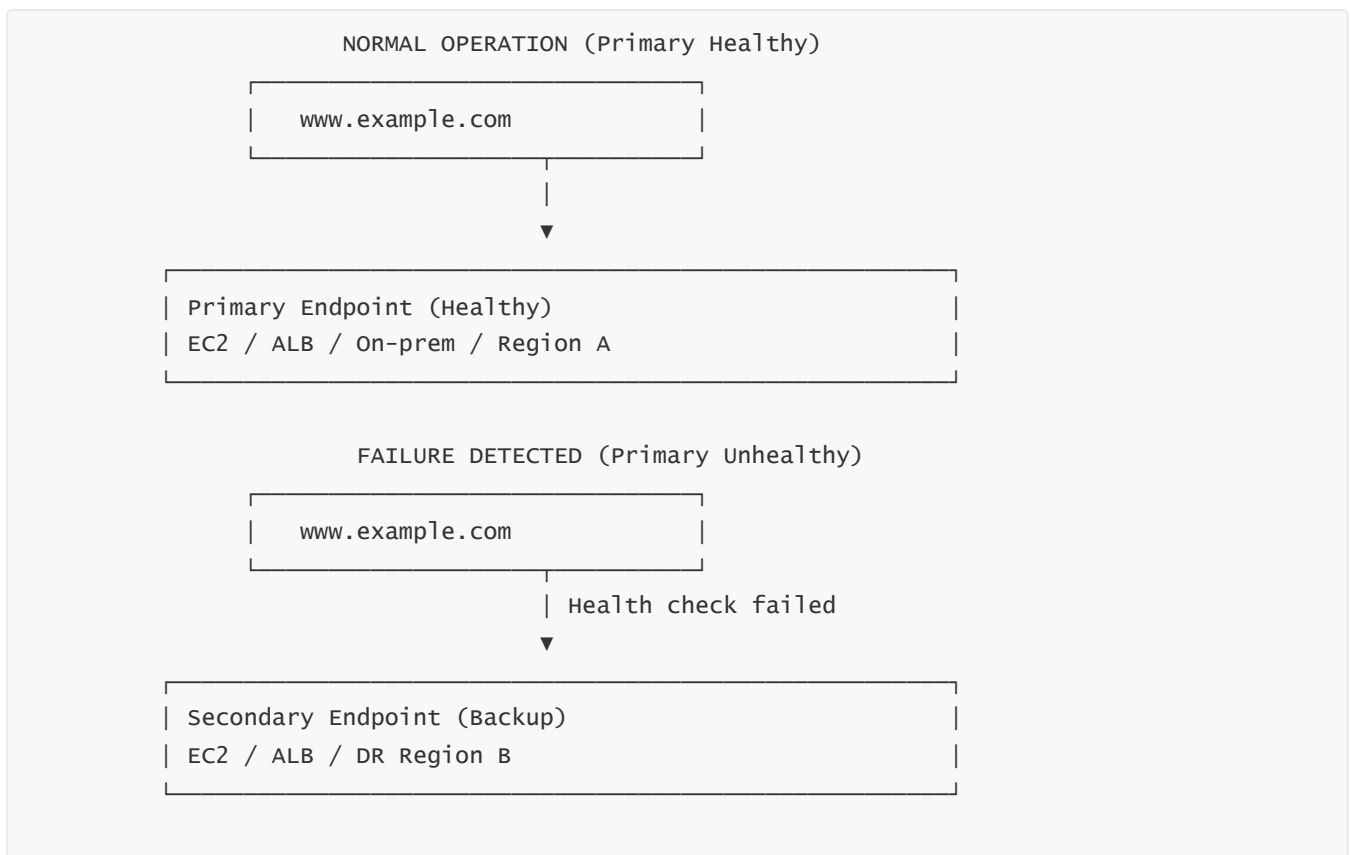 NORMAL OPERATION (Primary Healthy)
www.example.com
Primary Endpoint (Healthy)
EC2 / ALB / On-prem / Region A
FAILURE DETECTED (Primary Unhealthy)
www.example.com
Health check failed
Secondary Endpoint (Backup)
EC2 / ALB / DR Region B